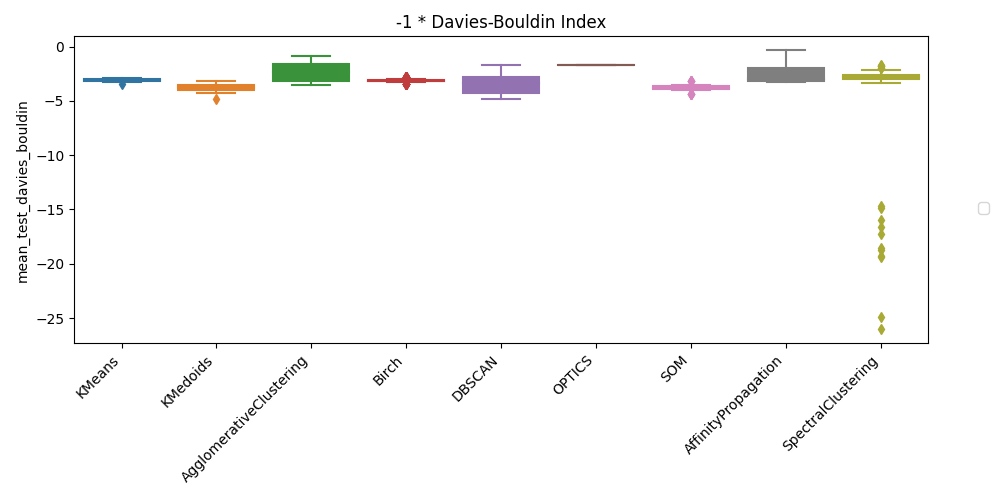 -1 * Davies-Bouldin Index
mean_test_davies_bouldin
0
−5
−10
−15
−20
−25
KMeans
KMedoids
AgglomerativeClustering
Birch
DBSCAN
OPTICS
SOM
AffinityPropagation
SpectralClustering